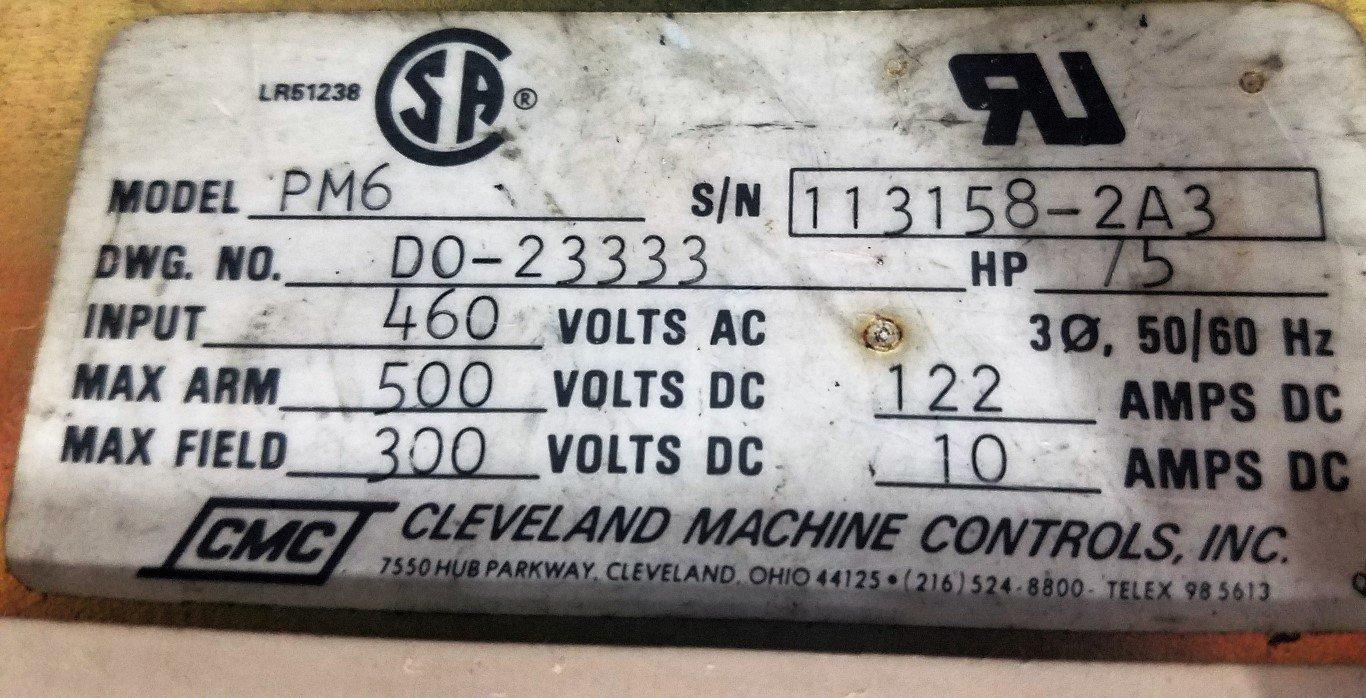 LR51238 SA ®
RU
MODEL PM6 S/N 113158-2A3
DWG. NO. DO-23333 HP 75
INPUT 460 VOLTS AC 3Ø, 50/60 Hz
MAX ARM 500 VOLTS DC 122 AMPS DC
MAX FIELD 300 VOLTS DC 10 AMPS DC
CMC CLEVELAND MACHINE CONTROLS, INC.
7550 HUB PARKWAY, CLEVELAND, OHIO 44125 • (216) 524-8800 - TELEX 98 5613